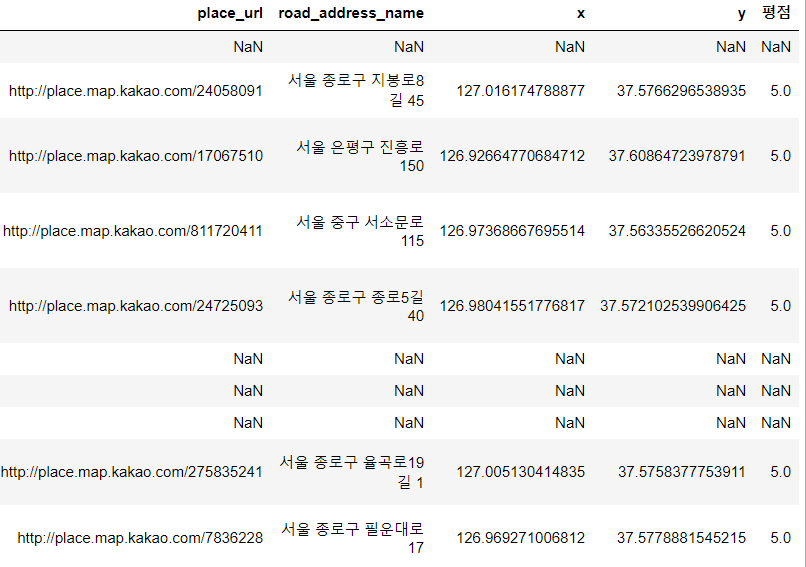 place_url road_address_name x y 평점
NaN NaN NaN NaN NaN
http://place.map.kakao.com/24058091 서울 종로구 지봉로8길 45 127.016174788877 37.5766296538935 5.0
http://place.map.kakao.com/17067510 서울 은평구 진흥로 150 126.92664770684712 37.60864723978791 5.0
http://place.map.kakao.com/811720411 서울 중구 서소문로 115 126.97368667695514 37.56335526620524 5.0
http://place.map.kakao.com/24725093 서울 종로구 종로5길 40 126.98041551776817 37.572102539906425 5.0
NaN NaN NaN NaN NaN
NaN NaN NaN NaN NaN
NaN NaN NaN NaN NaN
http://place.map.kakao.com/275835241 서울 종로구 율곡로19길 1 127.005130414835 37.5758377753911 5.0
http://place.map.kakao.com/7836228 서울 종로구 필운대로 17 126.969271006812 37.5778881545215 5.0